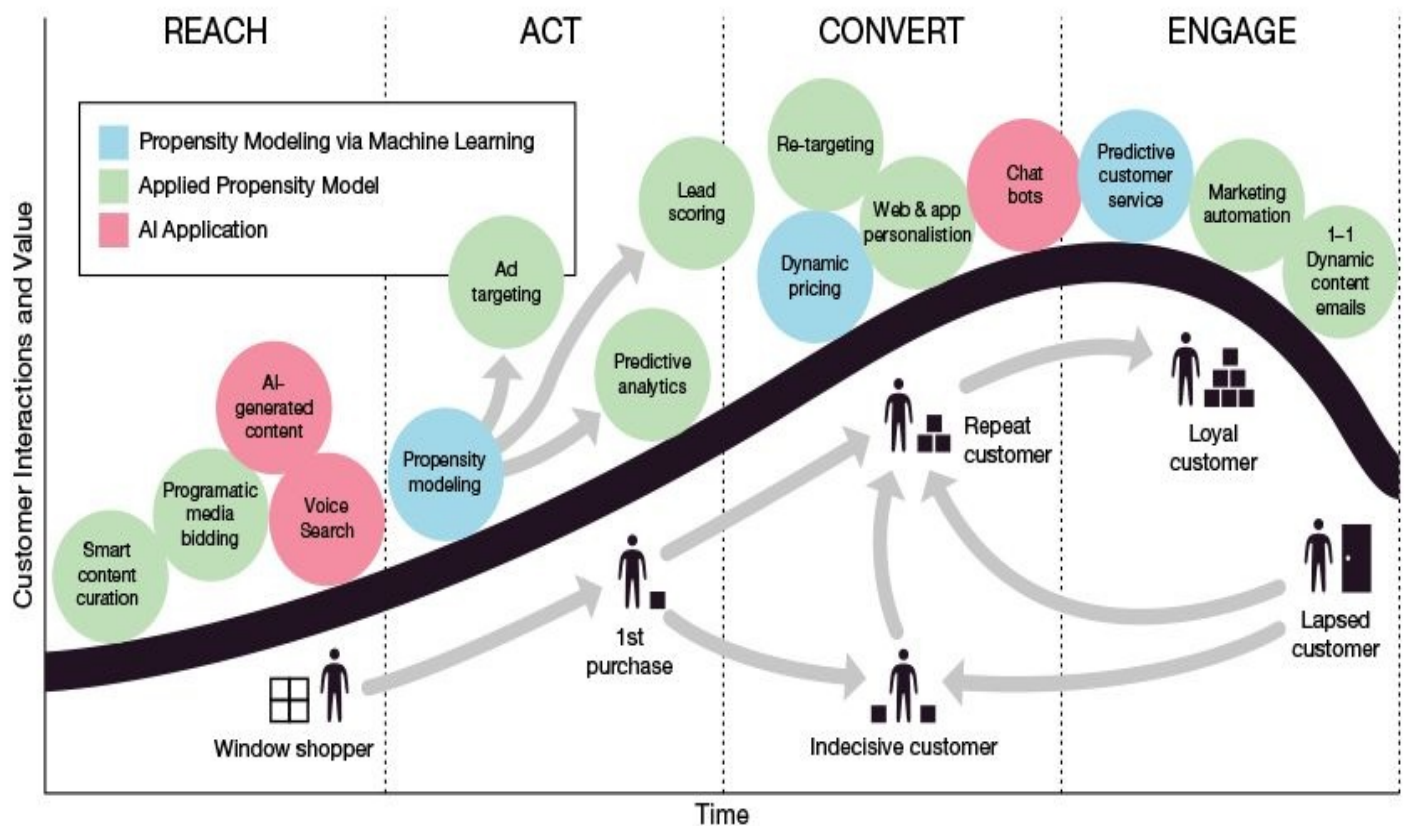 REACH
ACT
CONVERT
ENGAGE
Propensity Modeling via Machine Learning
Applied Propensity Model
AI Application
Customer Interactions and Value
Smart
content
curation
Programatic
media
bidding
AI-
generated
content
Voice
Search
Propensity
modeling
Ad
targeting
Lead
scoring
Predictive
analytics
Re-targeting
Dynamic
pricing
Web & app
personalistion
Chat
bots
Predictive
customer
service
Marketing
automation
1–1
Dynamic
content
emails
Window shopper
1st
purchase
Repeat
customer
Indecisive customer
Loyal
customer
Lapsed
customer
Time